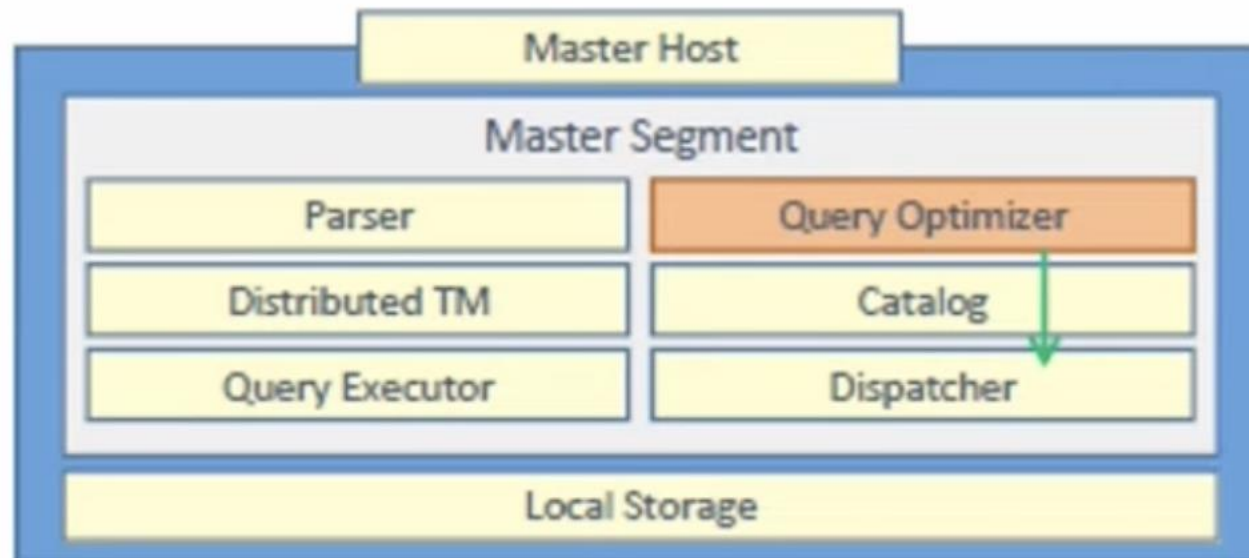 Master Host
Master Segment
Parser
Query Optimizer
Distributed TM
Catalog
Query Executor
Dispatcher
Local Storage